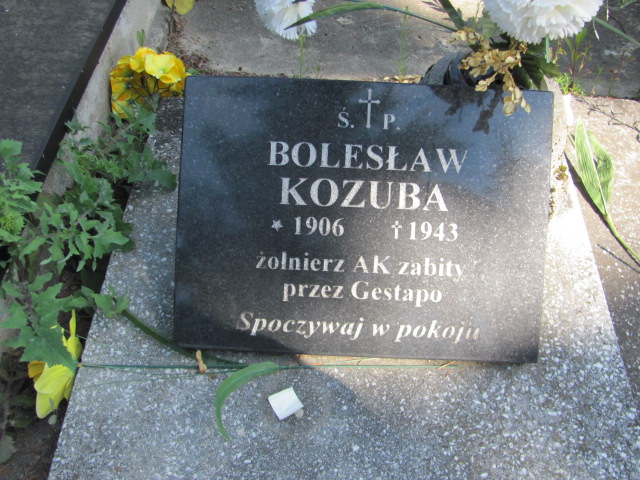 Ś. † P.
BOLESŁAW
KOZUBA
* 1906 † 1943
żołnierz AK zabity
przez Gestapo
Spoczywaj w pokoju